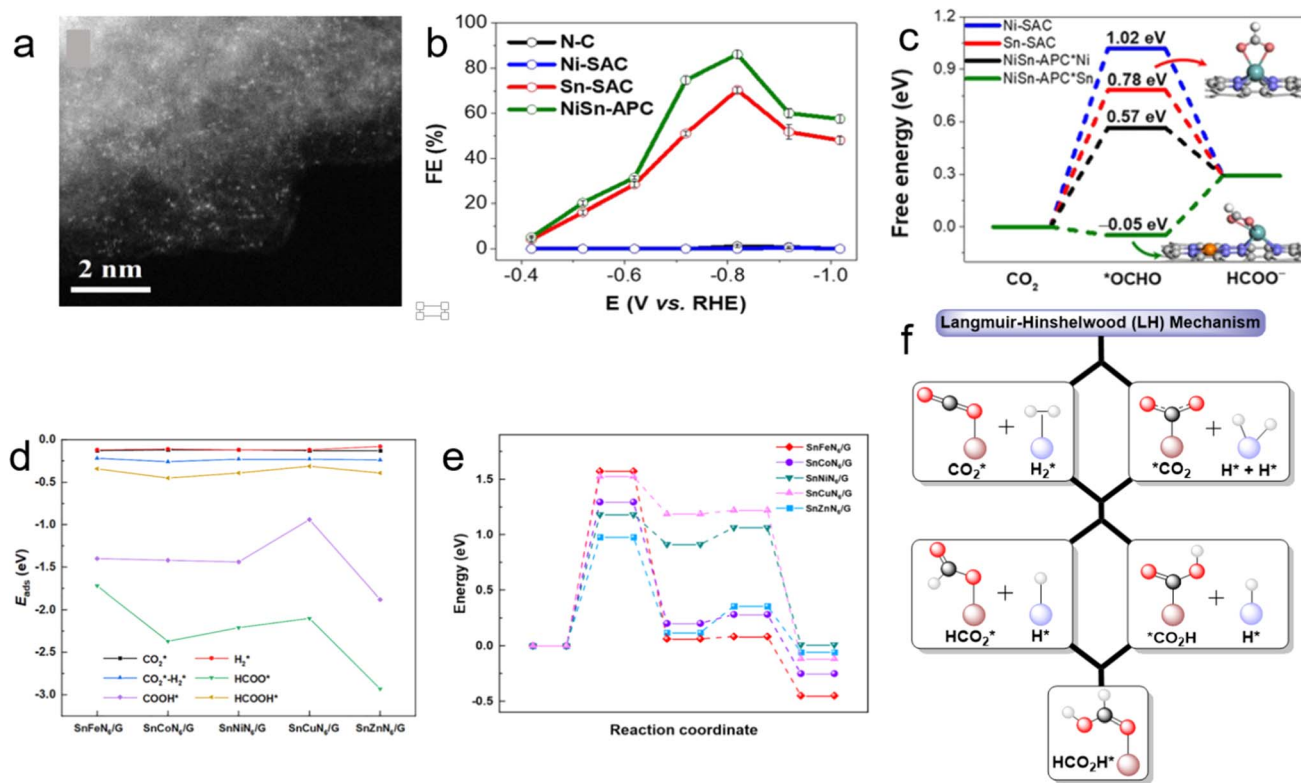 a
2 nm
b
N-C
Ni-SAC
Sn-SAC
NiSn-APC
FE (%)
100
80
60
40
20
0
-0.4
-0.6
-0.8
-1.0
E (V vs. RHE)
c
Ni-SAC
Sn-SAC
NiSn-APC*Ni
NiSn-APC*Sn
Free energy (eV)
1.2
0.9
0.6
0.3
0.0
1.02 eV
0.78 eV
0.57 eV
−0.05 eV
CO₂
*OCHO
HCOO⁻
d
E_ads (eV)
0.0
-0.5
-1.0
-1.5
-2.0
-2.5
-3.0
CO₂*
H₂*
CO₂*-H₂*
HCOO*
COOH*
HCOOH*
SnFeN₆/G
SnCoN₆/G
SnNiN₆/G
SnCuN₆/G
SnZnN₆/G
e
SnFeN₆/G
SnCoN₆/G
SnNiN₆/G
SnCuN₆/G
SnZnN₆/G
Energy (eV)
1.5
1.0
0.5
0.0
-0.5
Reaction coordinate
f
Langmuir-Hinshelwood (LH) Mechanism
CO₂* + H₂*
*CO₂ + H* + H*
HCO₂* + H*
*CO₂H + H*
HCO₂H*